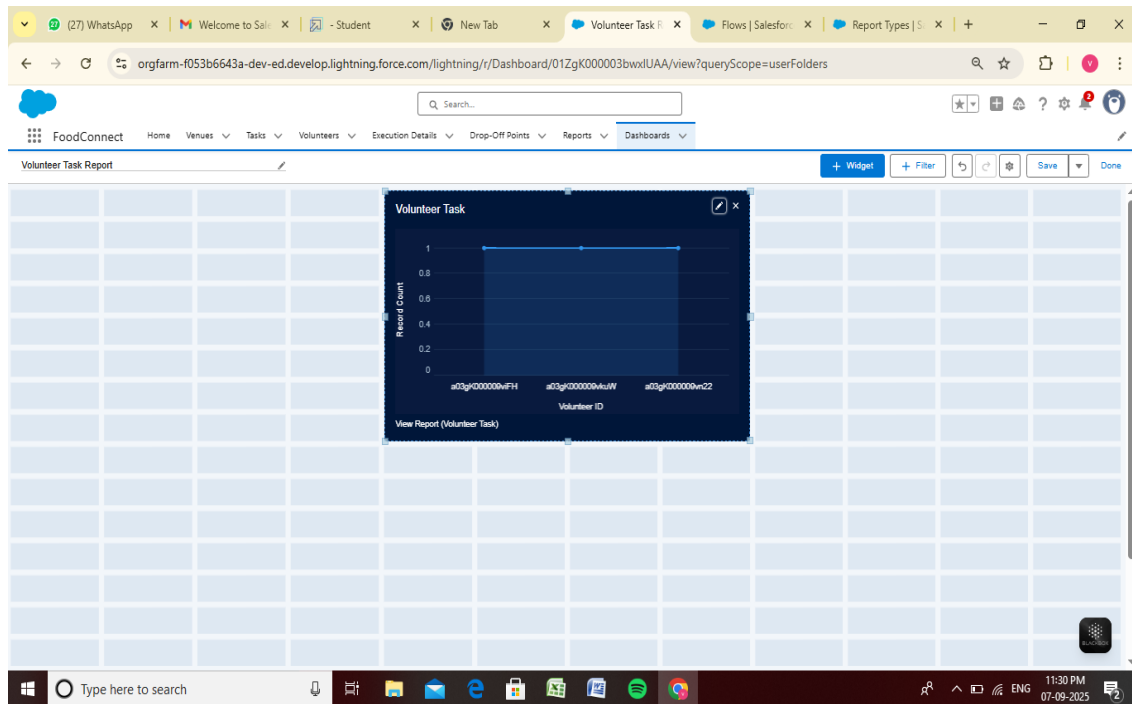 (27) WhatsApp
Welcome to Sale
- Student
New Tab
Volunteer Task R
Flows | Salesforc
Report Types | S
orgfarm-f053b6643a-dev-ed.develop.lightning.force.com/lightning/r/Dashboard/01ZgK000003bwxlUAA/view?queryScope=userFolders
V
Search...
2
FoodConnect
Home
Venues
Tasks
Volunteers
Execution Details
Drop-Off Points
Reports
Dashboards
Volunteer Task Report
+ Widget
+ Filter
Save
Done
Volunteer Task
1
0.8
0.6
0.4
0.2
0
Record Count
a03gK000009viFH
a03gK000009vkuW
a03gK000009vn22
Volunteer ID
View Report (Volunteer Task)
BLACKBOX
Type here to search
ENG
11:30 PM
07-09-2025
2